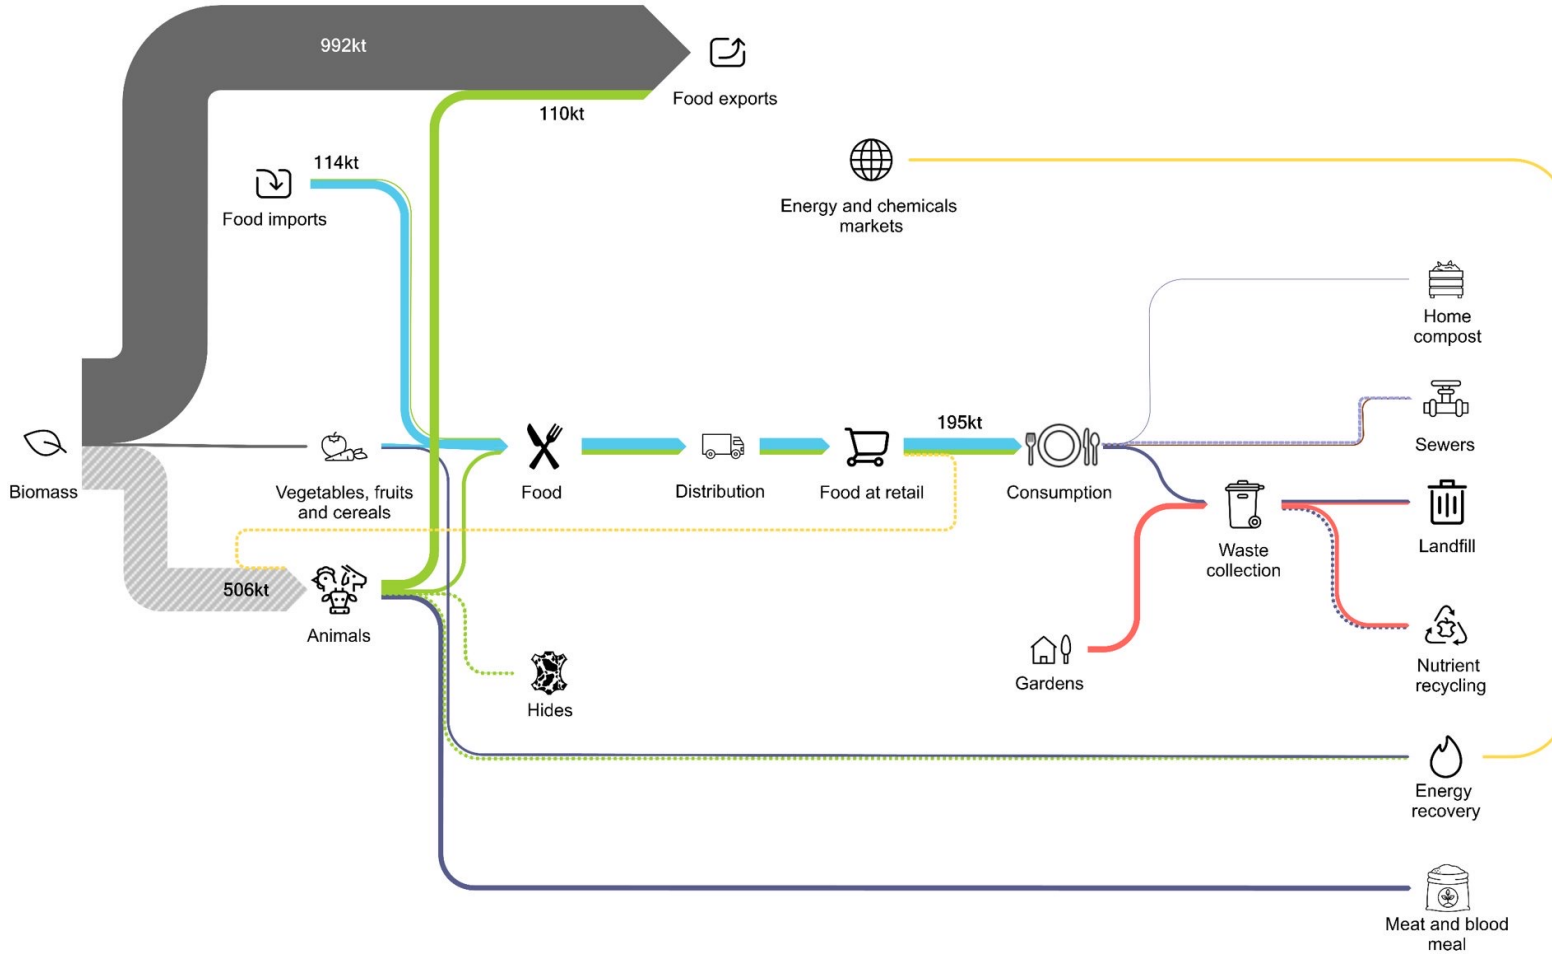 992kt
Food exports
110kt
114kt
Food imports
Energy and chemicals
markets
Home
compost
195kt
Sewers
Biomass
Vegetables, fruits
and cereals
Food
Distribution
Food at retail
Consumption
Waste
collection
Landfill
506kt
Animals
Gardens
Nutrient
recycling
Hides
Energy
recovery
Meat and blood
meal